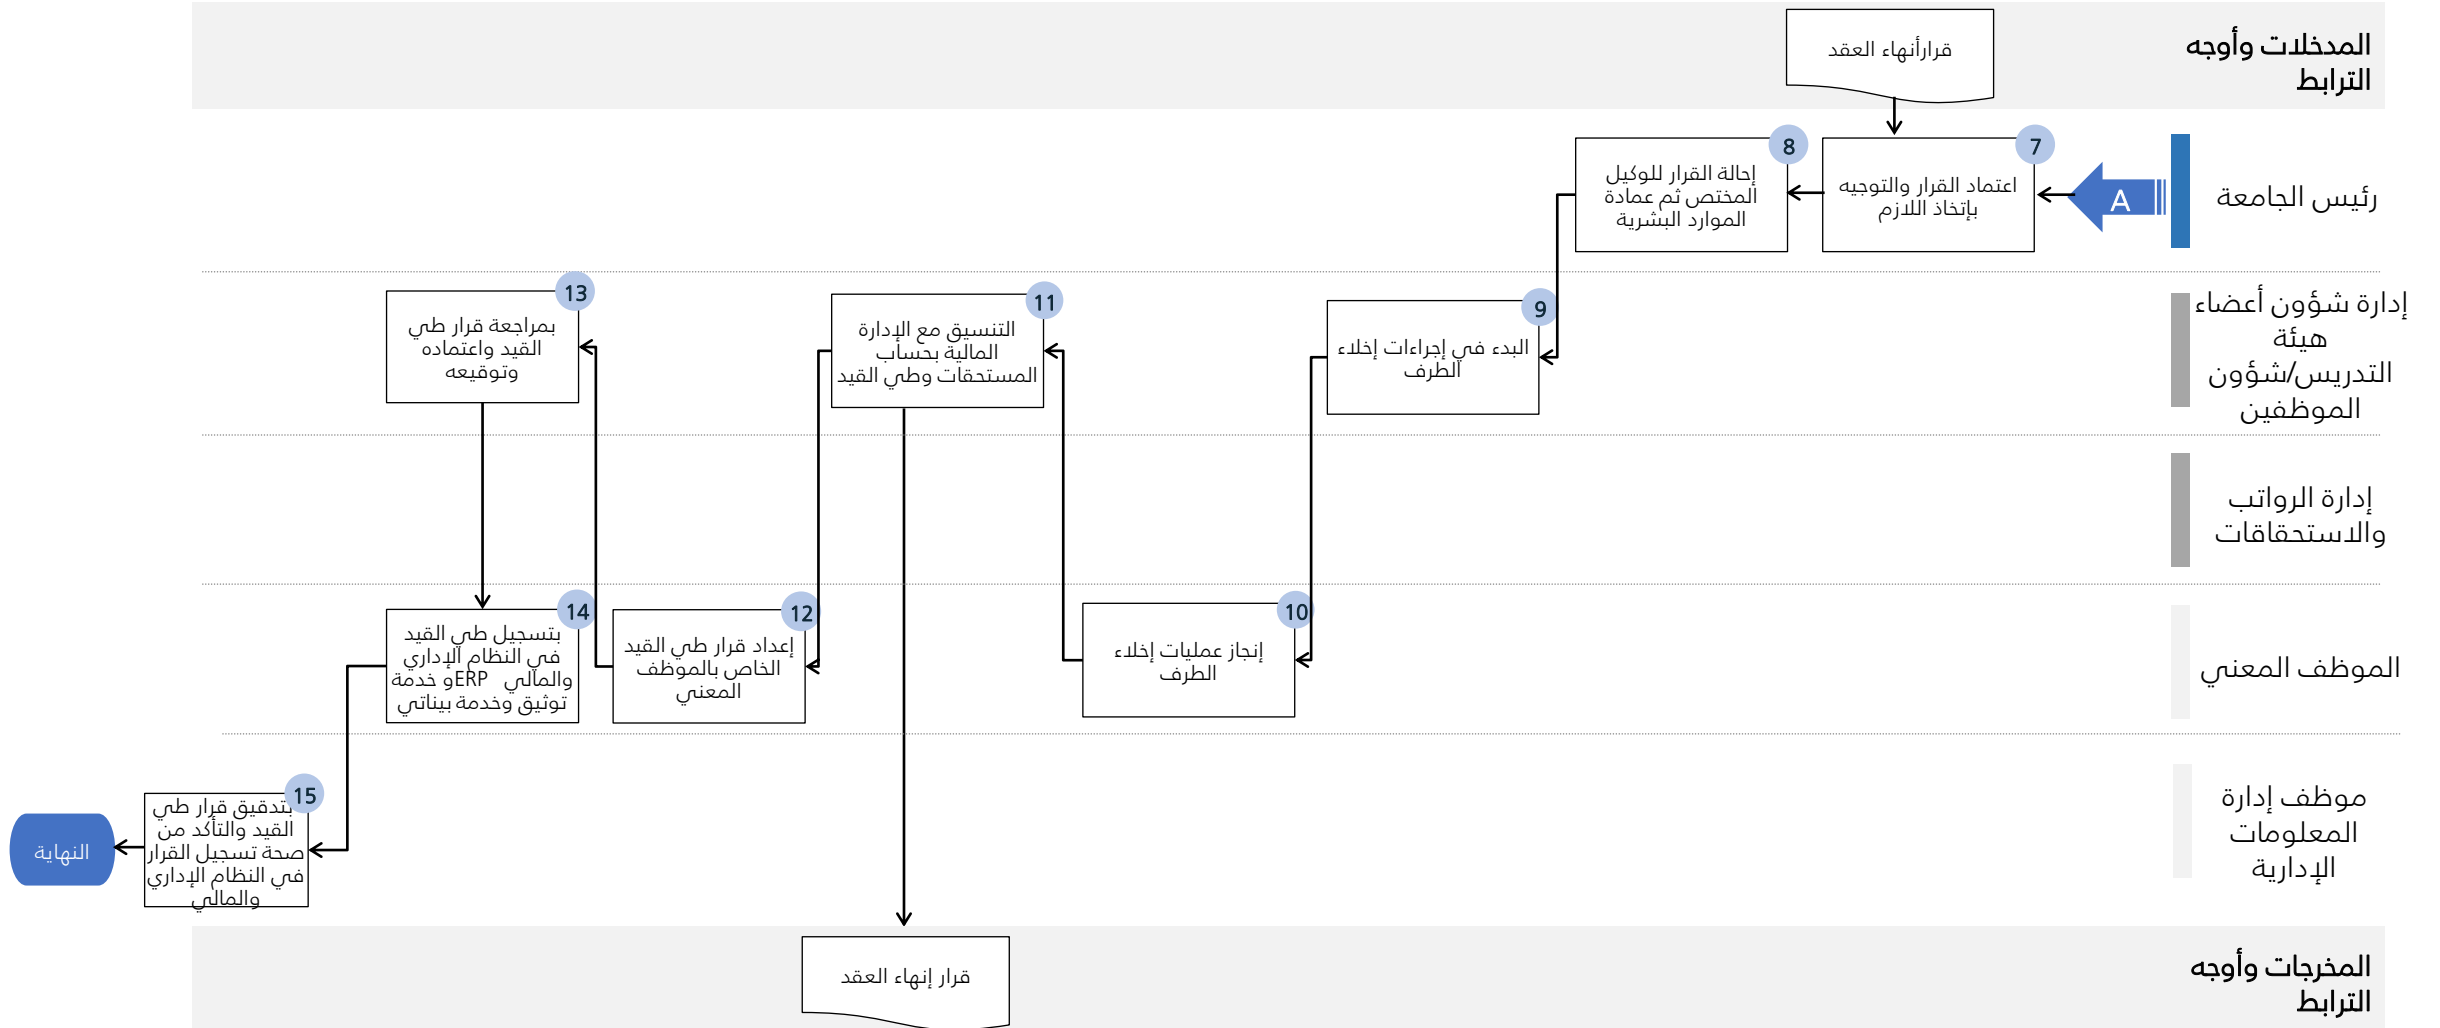 المدخلات وأوجه
الترابط
قرارأنهاء العقد
رئيس الجامعة
A
7
اعتماد القرار والتوجيه
بإتخاذ اللازم
8
إحالة القرار للوكيل
المختص ثم عمادة
الموارد البشرية
إدارة شؤون أعضاء
هيئة
التدريس/شؤون
الموظفين
9
البدء في إجراءات إخلاء
الطرف
11
التنسيق مع الإدارة
المالية بحساب
المستحقات وطي القيد
13
بمراجعة قرار طي
القيد واعتماده
وتوقيعه
إدارة الرواتب
والاستحقاقات
الموظف المعني
10
إنجاز عمليات إخلاء
الطرف
12
إعداد قرار طي القيد
الخاص بالموظف
المعني
14
بتسجيل طي القيد
في النظام الإداري
والمالي ERPو خدمة
توثيق وخدمة بيناتي
موظف إدارة
المعلومات
الإدارية
15
بتدقيق قرار طي
القيد والتأكد من
صحة تسجيل القرار
في النظام الإداري
والمالي
النهاية
المخرجات وأوجه
الترابط
قرار إنهاء العقد